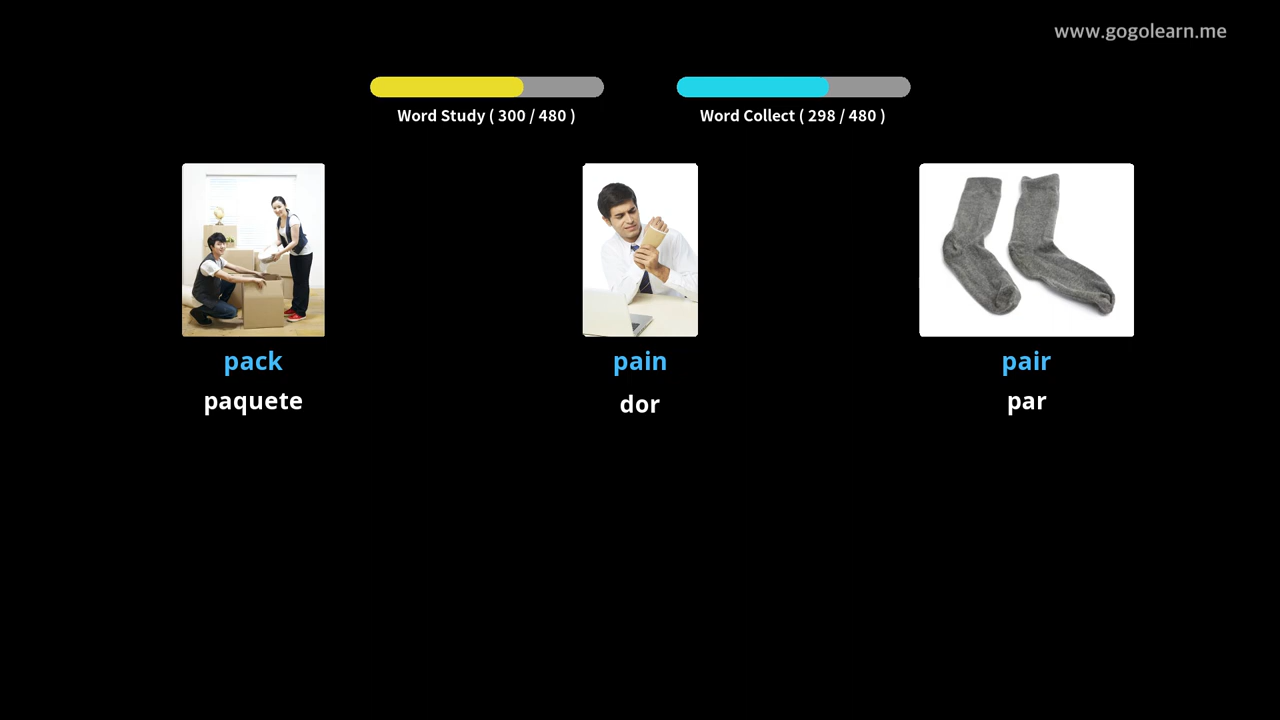 www.gogolearn.me
Word Study ( 300 / 480 )
Word Collect ( 298 / 480 )
pack
pain
pair
paquete
dor
par